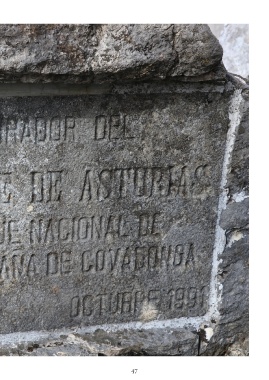 RADOR DEL
E DE ASTURIAS
UE NACIONAL DE
ANA DE COVADONGA
OCTUBRE 1991
47